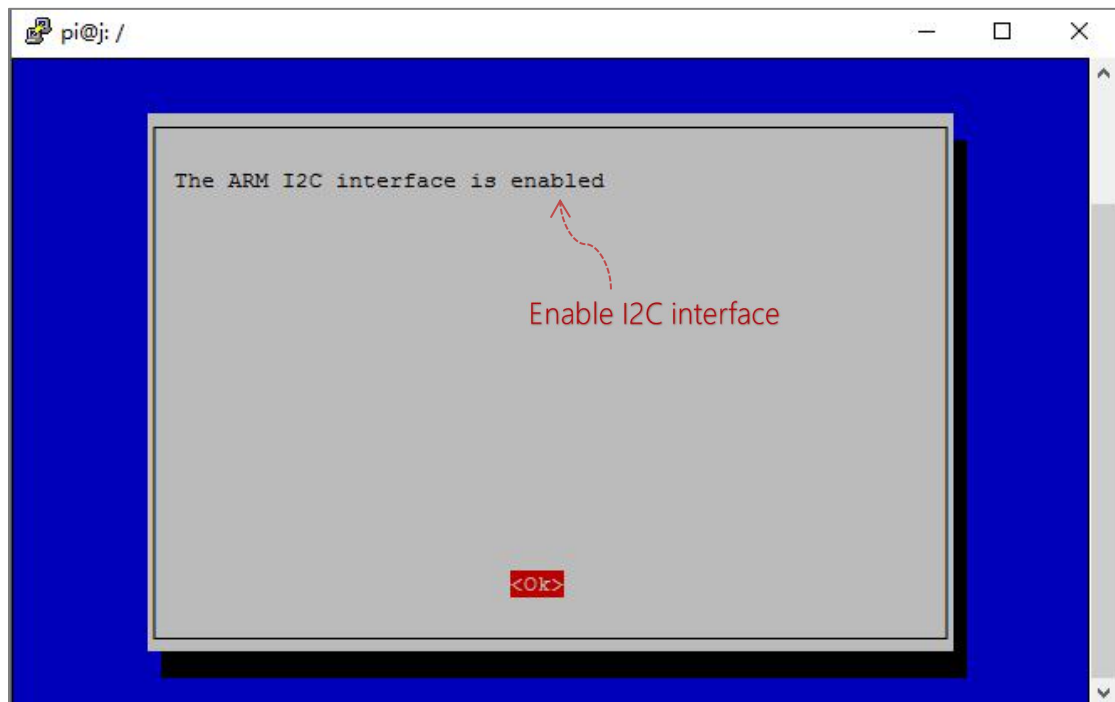 pi@j: /
The ARM I2C interface is enabled
Enable I2C interface
<Ok>